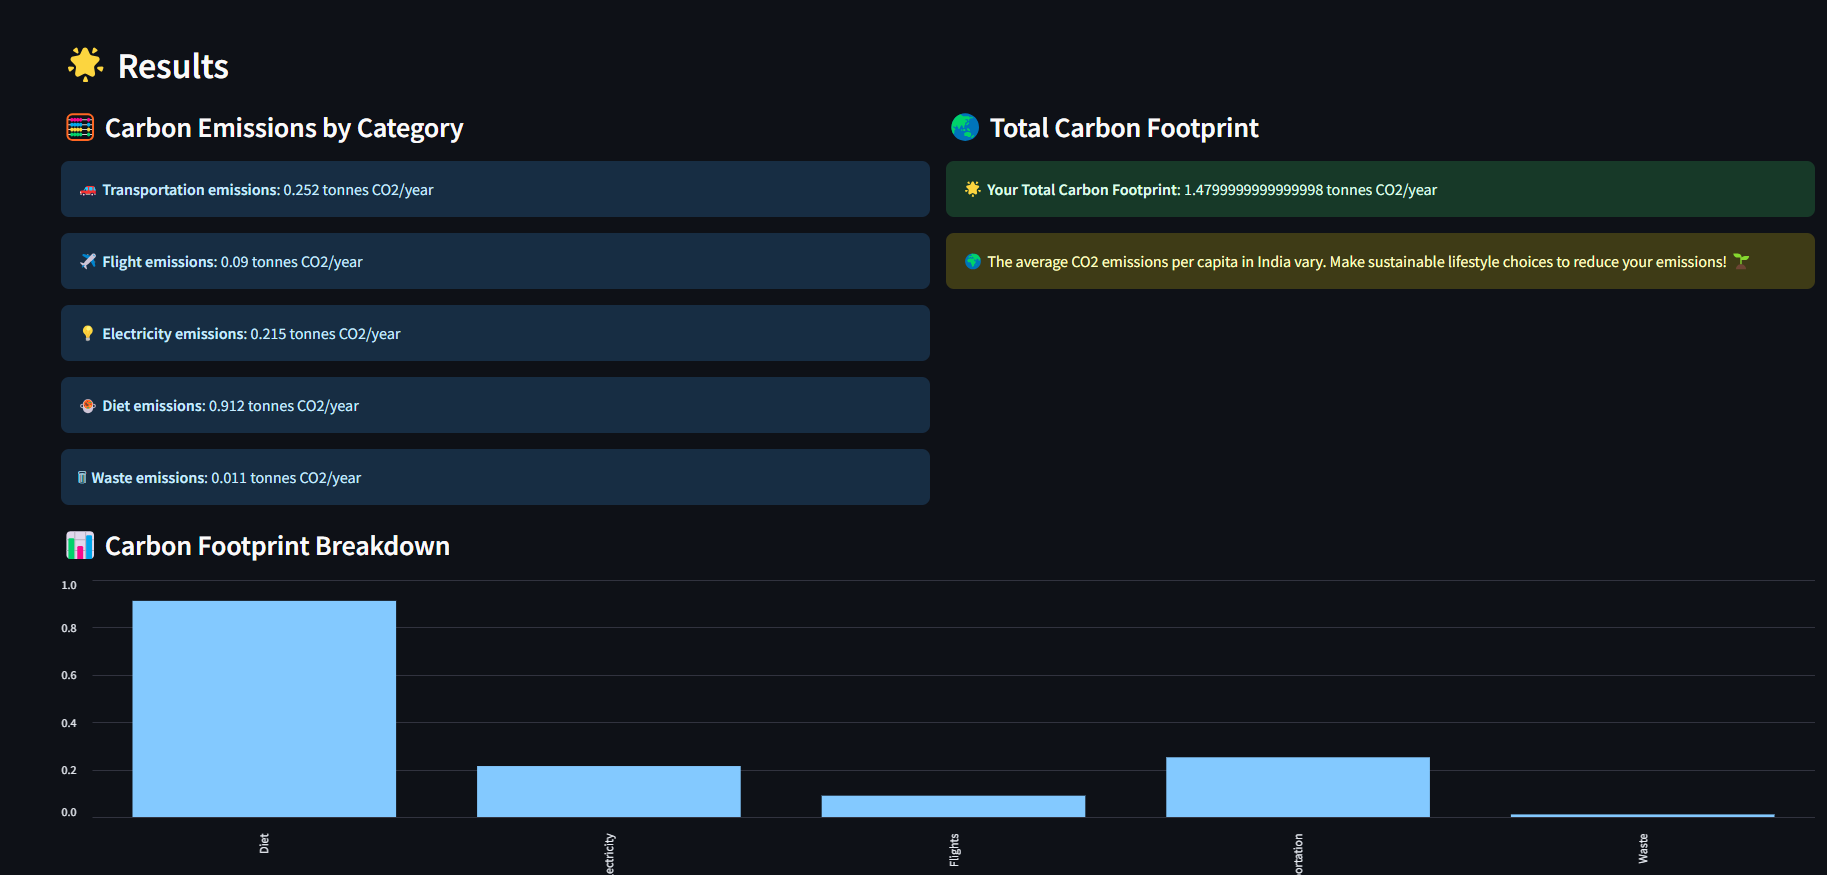 Results
Carbon Emissions by Category
Transportation emissions: 0.252 tonnes CO2/year
Flight emissions: 0.09 tonnes CO2/year
Electricity emissions: 0.215 tonnes CO2/year
Diet emissions: 0.912 tonnes CO2/year
Waste emissions: 0.011 tonnes CO2/year
Total Carbon Footprint
Your Total Carbon Footprint: 1.4799999999999998 tonnes CO2/year
The average CO2 emissions per capita in India vary. Make sustainable lifestyle choices to reduce your emissions!
Carbon Footprint Breakdown
1.0
0.8
0.6
0.4
0.2
0.0
Diet
ectricity
Flights
ortation
Waste